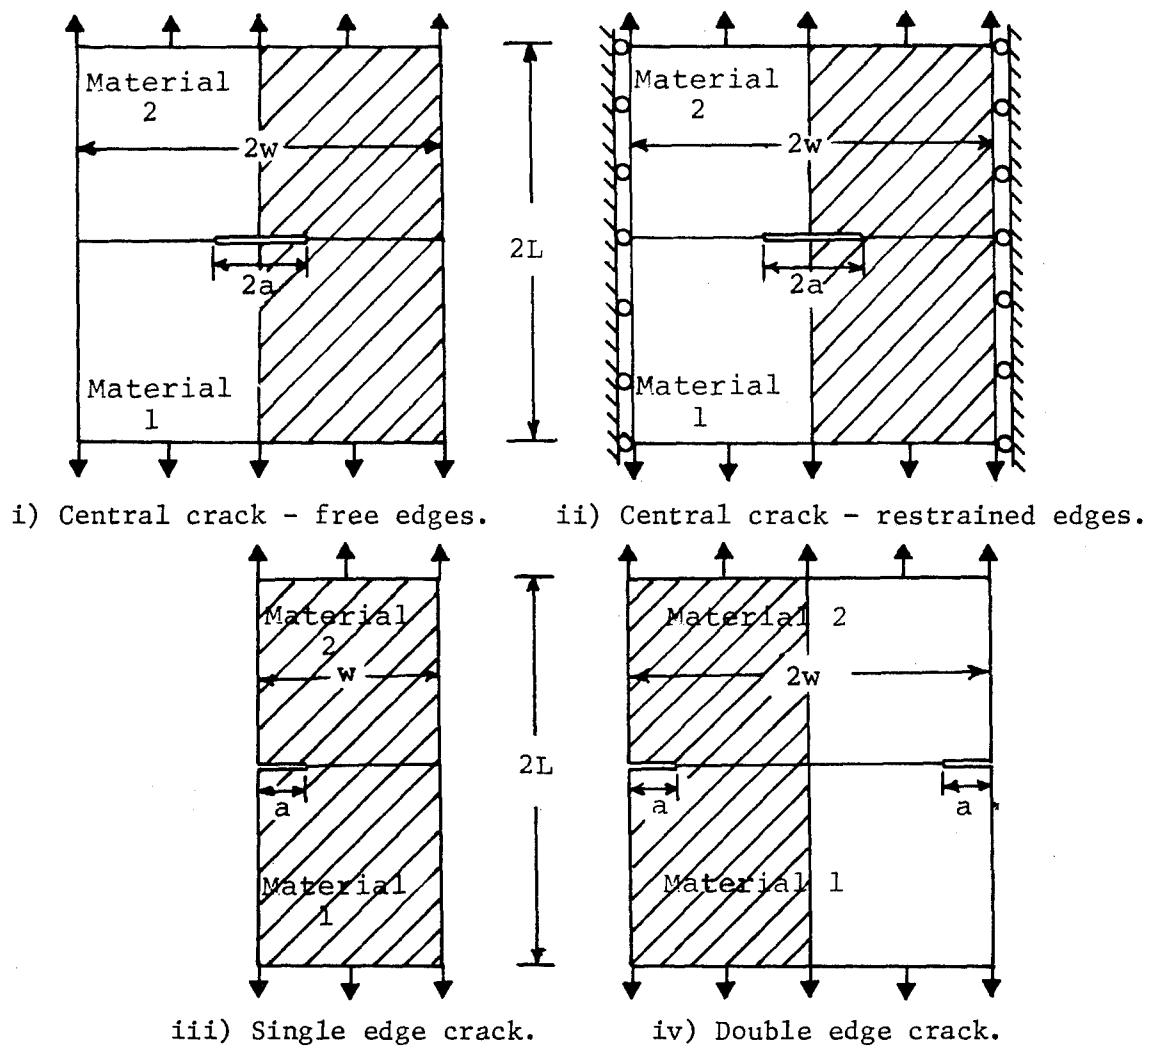 Material
2
2w
2a
Material
1
2L
Material
2
2w
2a
Material
1
i) Central crack - free edges.
ii) Central crack - restrained edges.
Material
2
w
a
Material
1
2L
Material 2
2w
a
a
Material 1
iii) Single edge crack.
iv) Double edge crack.